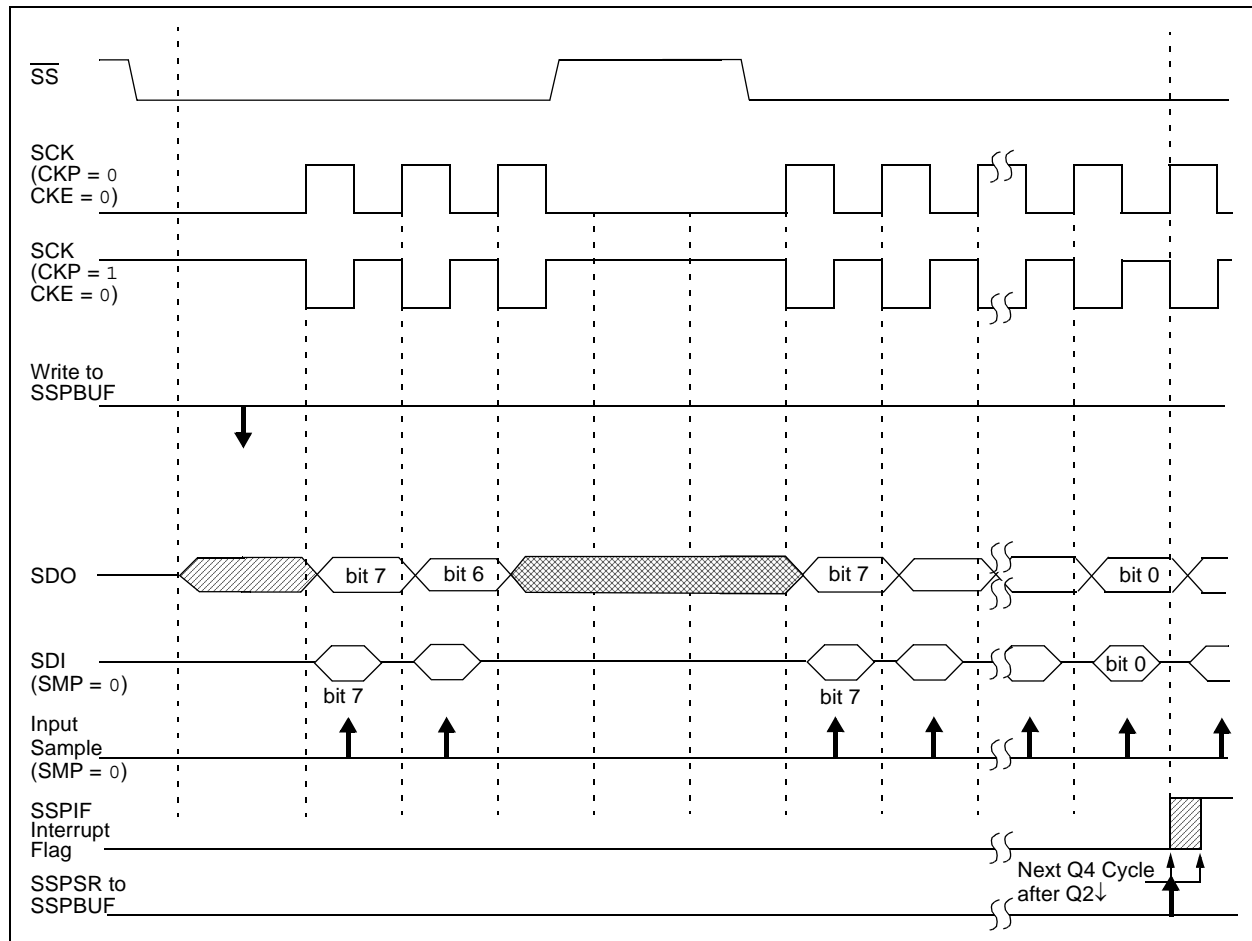 SS
SCK
(CKP = 0
CKE = 0)
SCK
(CKP = 1
CKE = 0)
Write to
SSPBUF
SDO
bit 7
bit 6
bit 7
bit 0
SDI
(SMP = 0)
bit 7
bit 7
bit 0
Input
Sample
(SMP = 0)
SSPIF
Interrupt
Flag
Next Q4 Cycle
after Q2↓
SSPSR to
SSPBUF